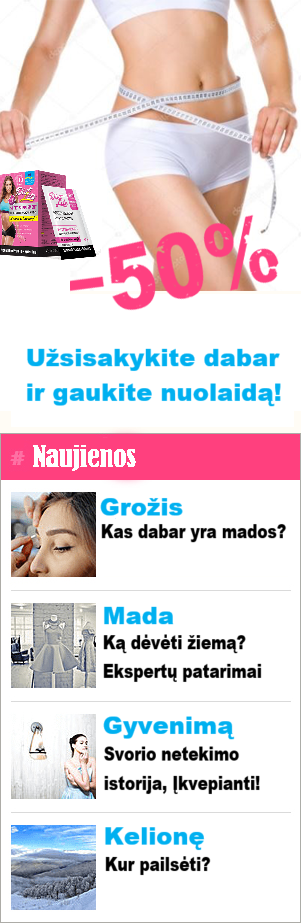 -50%
Užsisakykite dabar
ir gaukite nuolaidą!
# Naujienos
Grožis
Kas dabar yra mados?
Mada
Ką dėvėti žiemą?
Ekspertų patarimai
Gyvenimą
Svorio netekimo
istorija, Įkvepianti!
Kelionę
Kur pailsėti?